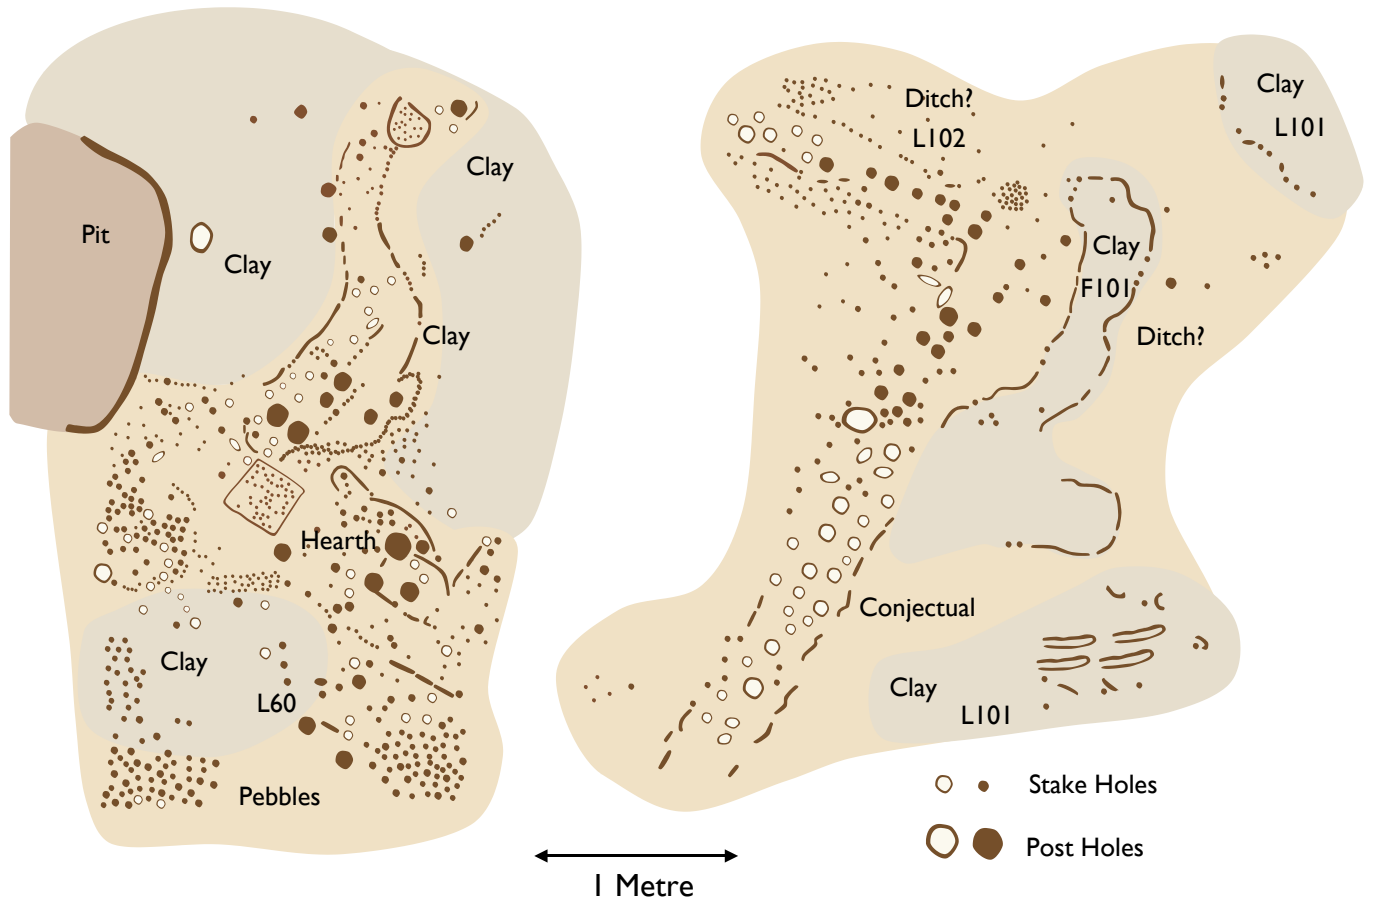 Pit
Clay
Clay
Clay
Hearth
Clay
L60
Pebbles
Ditch?
L102
Clay
L101
Clay
F101
Ditch?
Conjectual
Clay
L101
Stake Holes
Post Holes
1 Metre